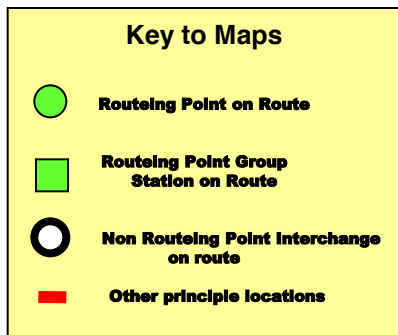 Key to Maps
Routeing Point on Route
Routeing Point Group
Station on Route
Non Routeing Point Interchange
on route
Other principle locations